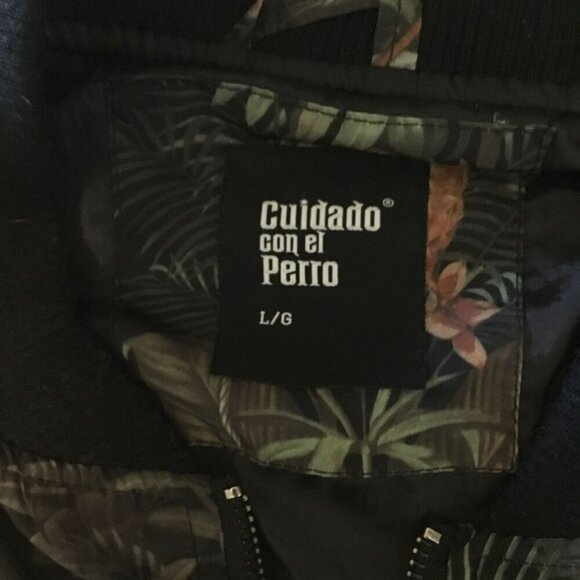 Cuidado®
con el
Perro
L/G